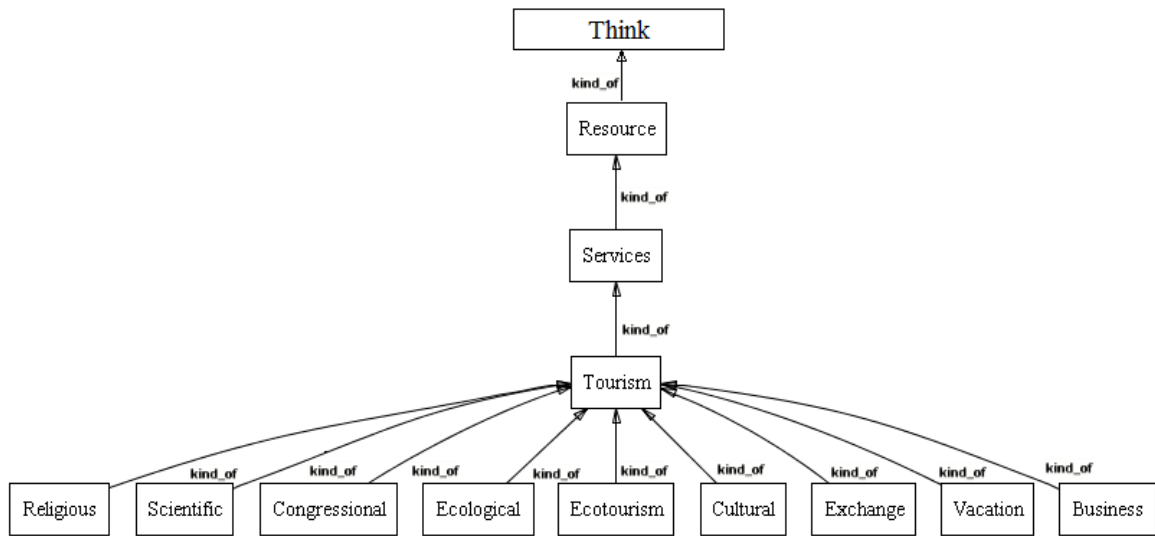 Think
kind_of
Resource
kind_of
Services
kind_of
Tourism
kind_of kind_of kind_of kind_of kind_of kind_of kind_of kind_of kind_of
Religious Scientific Congressional Ecological Ecotourism Cultural Exchange Vacation Business